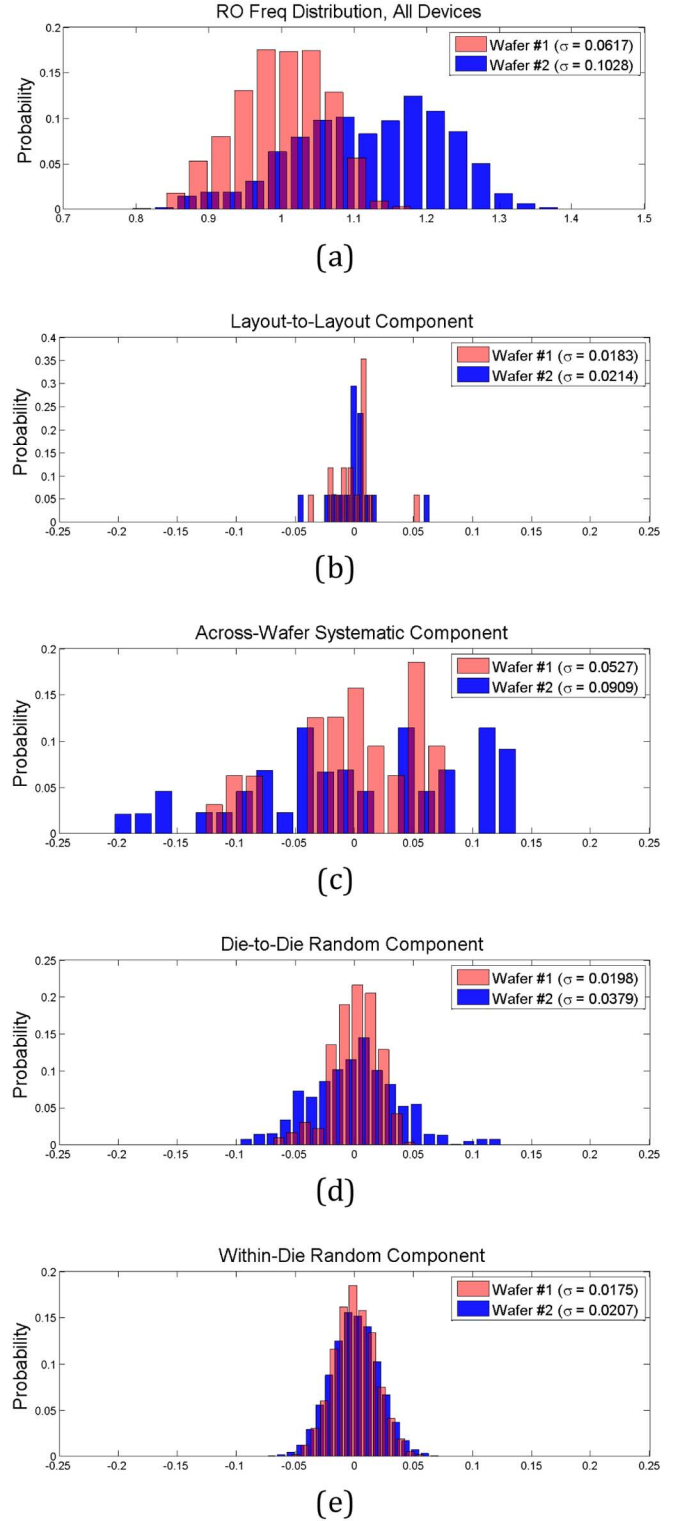 RO Freq Distribution, All Devices
Wafer #1 (σ = 0.0617)
Wafer #2 (σ = 0.1028)
Probability
0.2
0.15
0.1
0.05
0
0.7 0.8 0.9 1 1.1 1.2 1.3 1.4 1.5
(a)
Layout-to-Layout Component
Wafer #1 (σ = 0.0183)
Wafer #2 (σ = 0.0214)
Probability
0.4
0.35
0.3
0.25
0.2
0.15
0.1
0.05
0
-0.25 -0.2 -0.15 -0.1 -0.05 0 0.05 0.1 0.15 0.2 0.25
(b)
Across-Wafer Systematic Component
Wafer #1 (σ = 0.0527)
Wafer #2 (σ = 0.0909)
Probability
0.2
0.15
0.1
0.05
0
-0.25 -0.2 -0.15 -0.1 -0.05 0 0.05 0.1 0.15 0.2 0.25
(c)
Die-to-Die Random Component
Wafer #1 (σ = 0.0198)
Wafer #2 (σ = 0.0379)
Probability
0.25
0.2
0.15
0.1
0.05
0
-0.25 -0.2 -0.15 -0.1 -0.05 0 0.05 0.1 0.15 0.2 0.25
(d)
Within-Die Random Component
Wafer #1 (σ = 0.0175)
Wafer #2 (σ = 0.0207)
Probability
0.2
0.15
0.1
0.05
0
-0.25 -0.2 -0.15 -0.1 -0.05 0 0.05 0.1 0.15 0.2 0.25
(e)